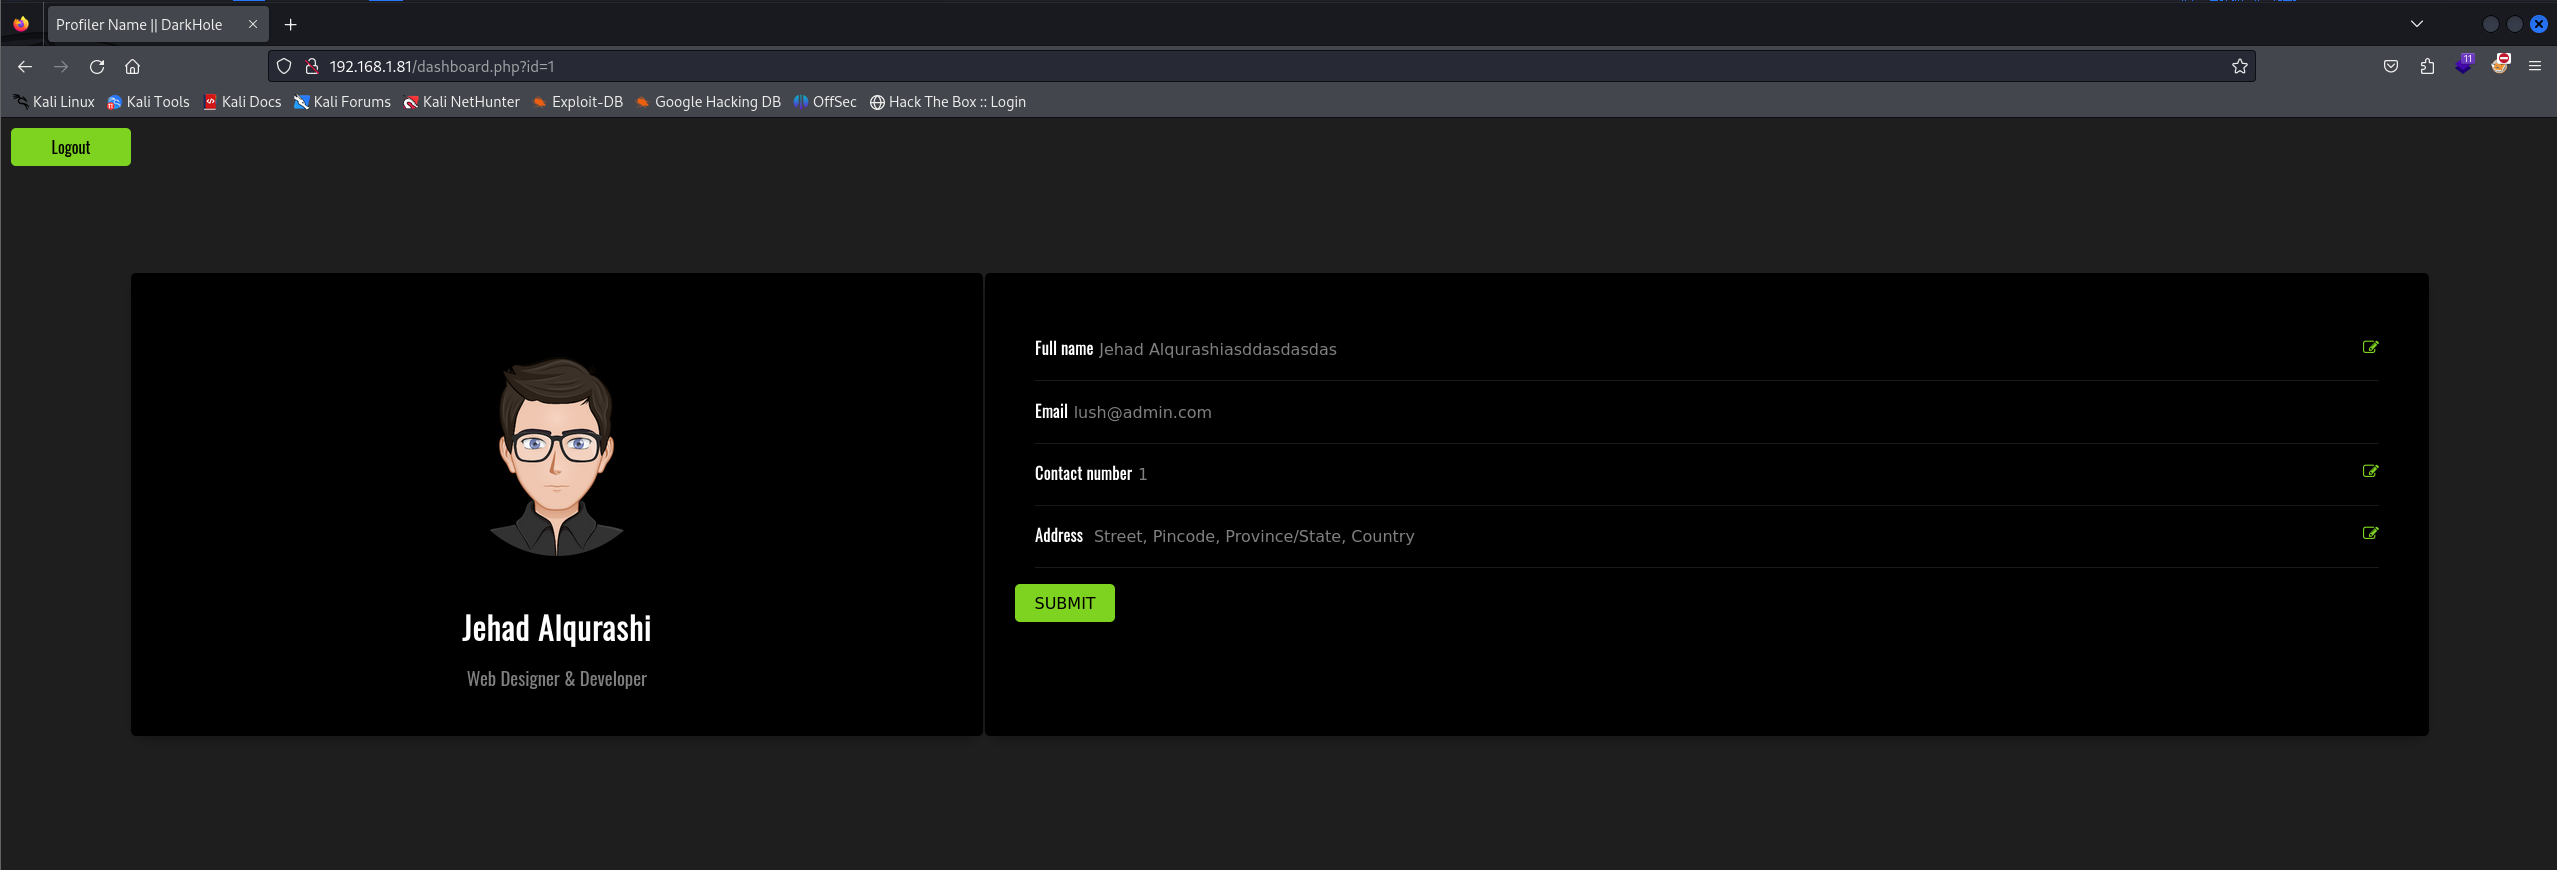 Profiler Name || DarkHole
192.168.1.81/dashboard.php?id=1
11
Kali Linux Kali Tools Kali Docs Kali Forums Kali NetHunter Exploit-DB Google Hacking DB OffSec Hack The Box :: Login
Logout
Jehad Alqurashi
Web Designer & Developer
Full name Jehad Alqurashiasddasdasdas
Email lush@admin.com
Contact number 1
Address Street, Pincode, Province/State, Country
SUBMIT